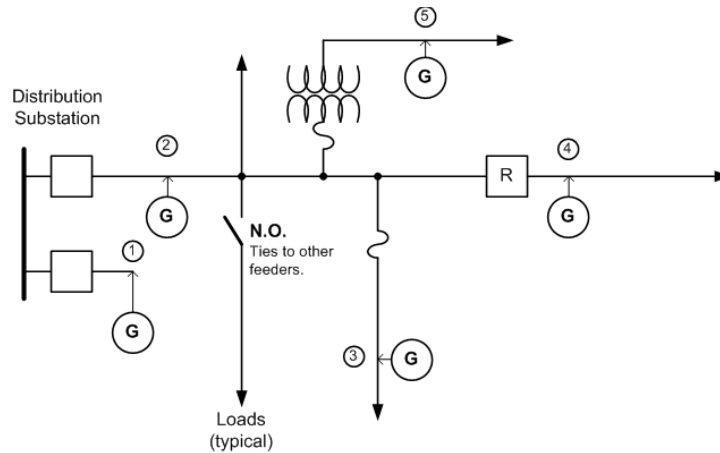 5
G
Distribution
Substation
2
4
R
G
G
N.O.
Ties to other
feeders.
1
G
3
G
Loads
(typical)